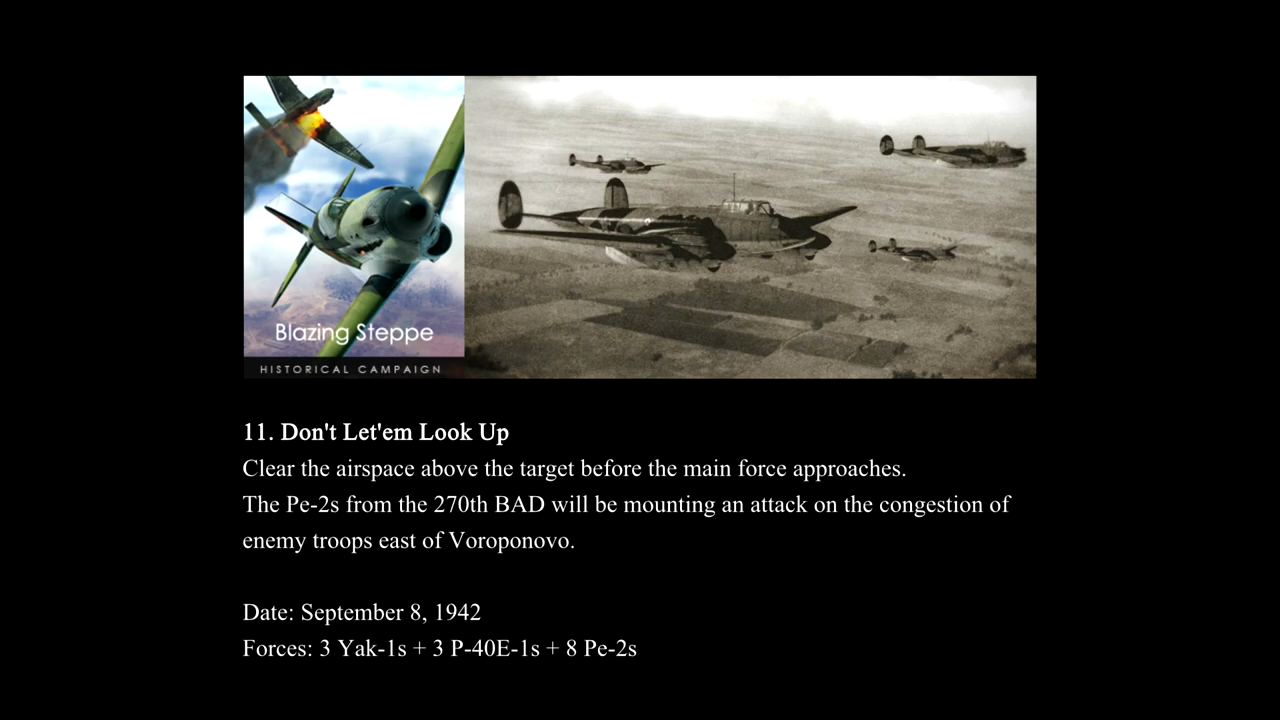 Blazing Steppe
HISTORICAL CAMPAIGN
11. Don't Let'em Look Up
Clear the airspace above the target before the main force approaches.
The Pe-2s from the 270th BAD will be mounting an attack on the congestion of
enemy troops east of Voroponovo.
Date: September 8, 1942
Forces: 3 Yak-1s + 3 P-40E-1s + 8 Pe-2s